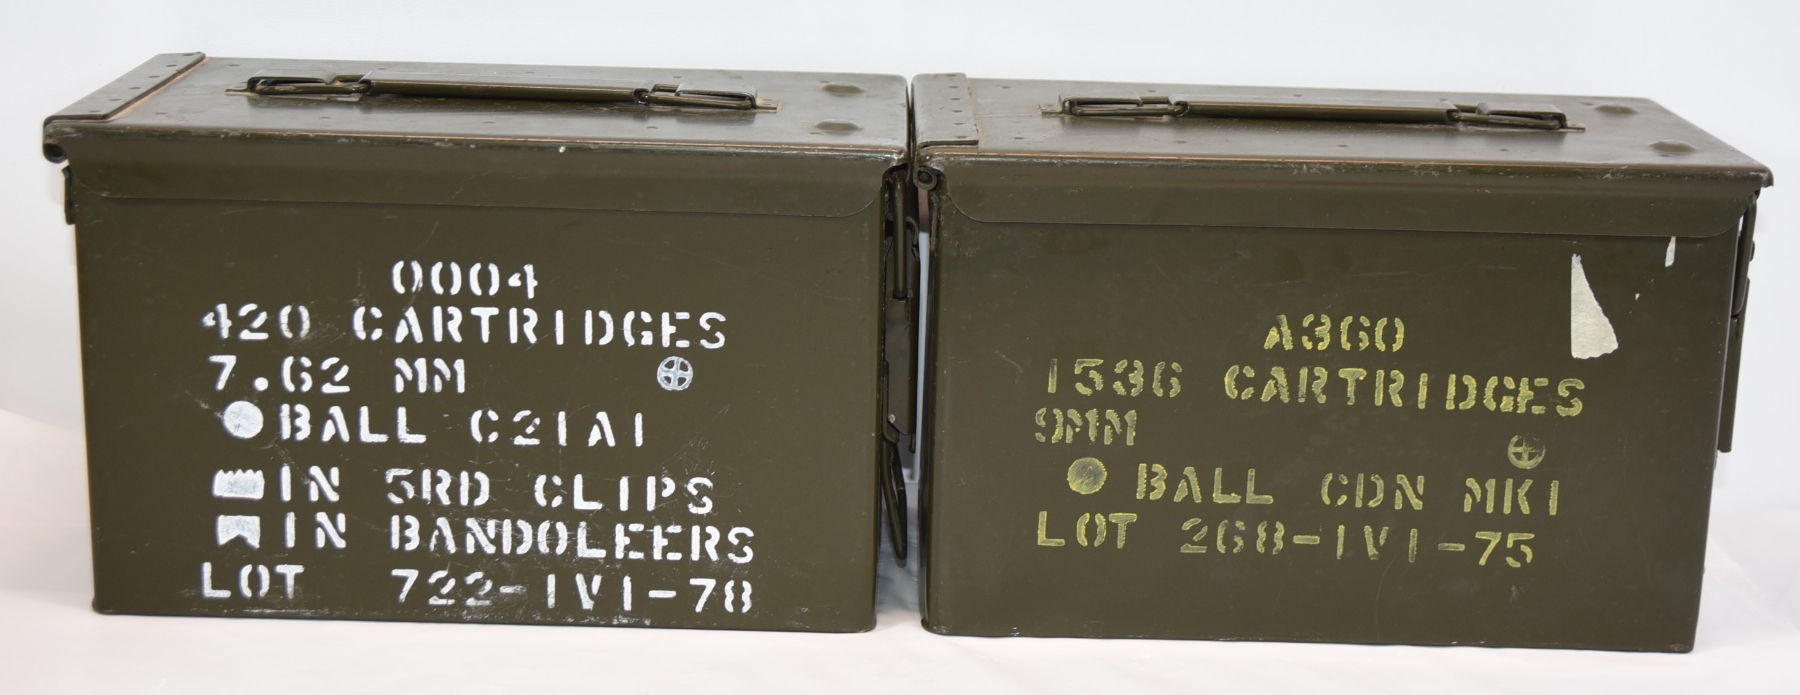 0004
420 CARTRIDGES
7.62 MM
BALL C21A1
IN 5RD CLIPS
IN BANDOLEERS
LOT 722-IVI-78
A360
1536 CARTRIDGES
9MM
BALL CDN MK1
LOT 268-IVI-75